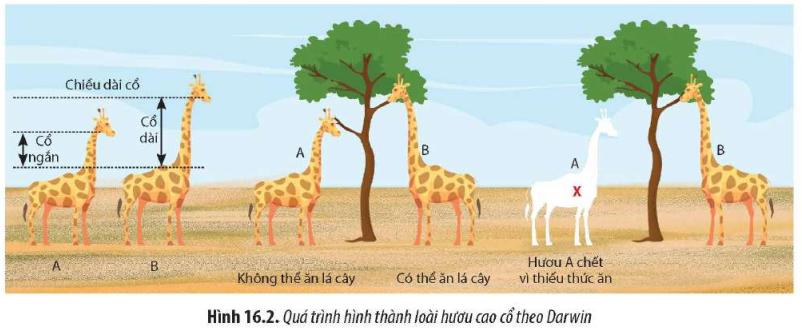 Chiều dài cổ
Cổ
ngắn
Cổ
dài
A
B
A
B
Không thể ăn lá cây
Có thể ăn lá cây
A
X
B
Hươu A chết
vì thiếu thức ăn
Hình 16.2. Quá trình hình thành loài hươu cao cổ theo Darwin